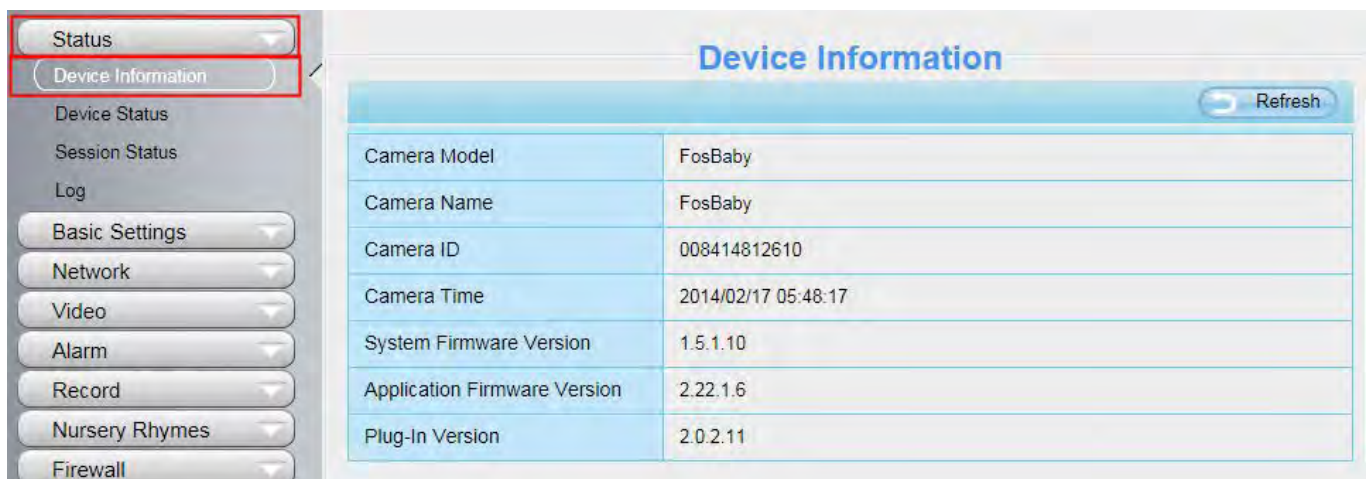 Status
Device Information
Device Status
Session Status
Log
Basic Settings
Network
Video
Alarm
Record
Nursery Rhymes
Firewall
Device Information
Refresh
Camera Model FosBaby
Camera Name FosBaby
Camera ID 008414812610
Camera Time 2014/02/17 05:48:17
System Firmware Version 1.5.1.10
Application Firmware Version 2.22.1.6
Plug-In Version 2.0.2.11